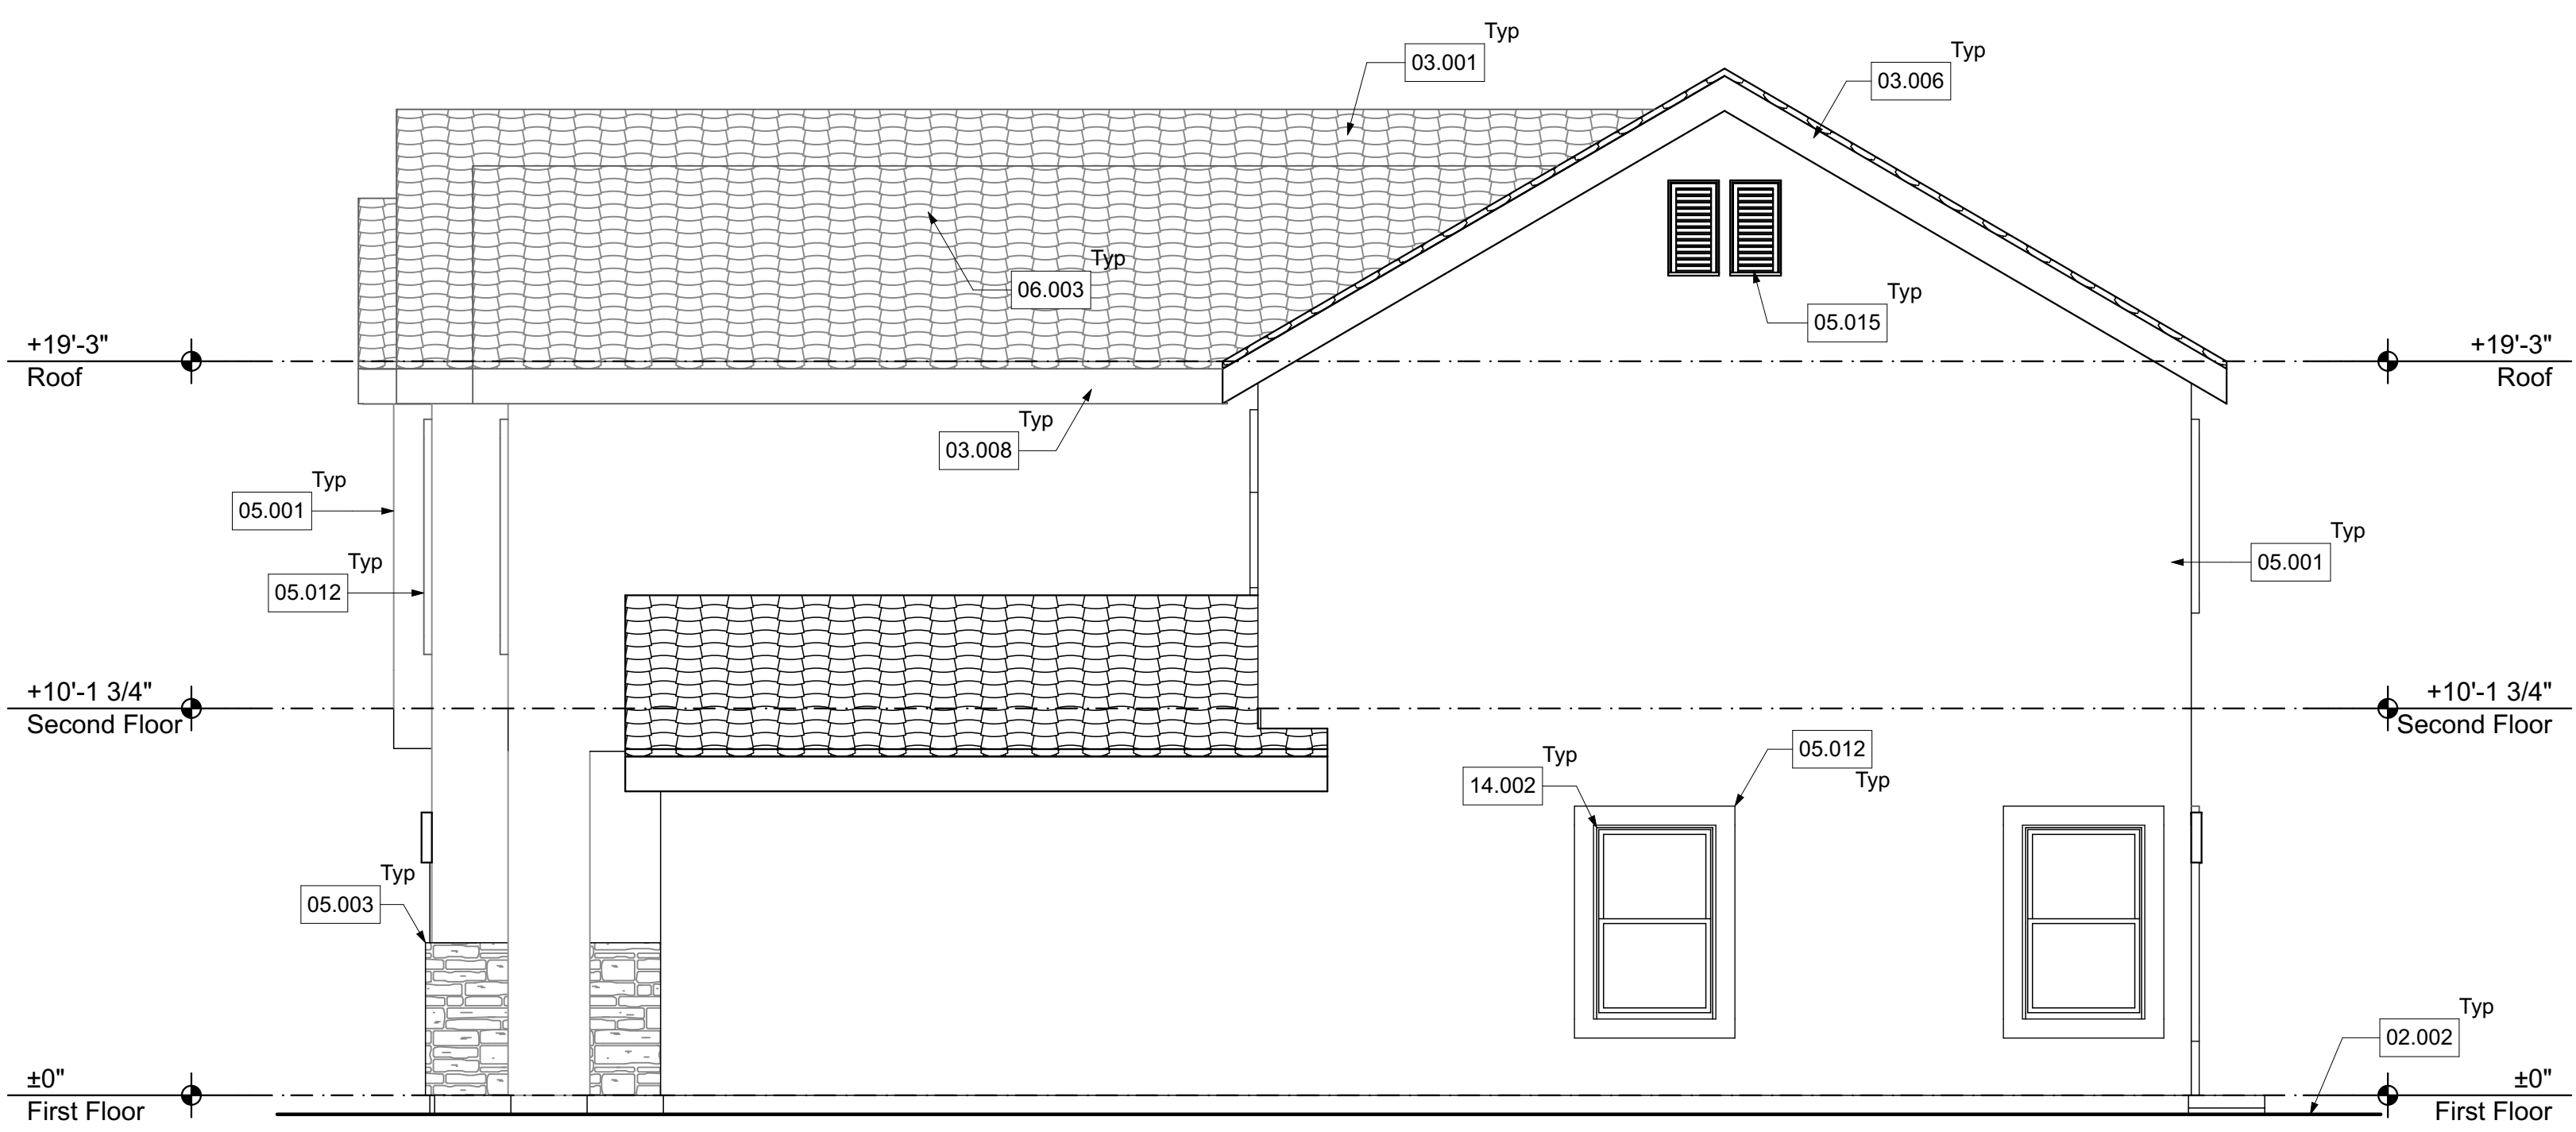 Typ
03.001
Typ
03.006
Typ
06.003
Typ
05.015
+19'-3"
Roof
+19'-3"
Roof
Typ
03.008
Typ
05.001
Typ
05.001
Typ
05.012
+10'-1 3/4"
Second Floor
+10'-1 3/4"
Second Floor
05.012
Typ
Typ
14.002
Typ
05.003
Typ
02.002
±0"
First Floor
±0"
First Floor